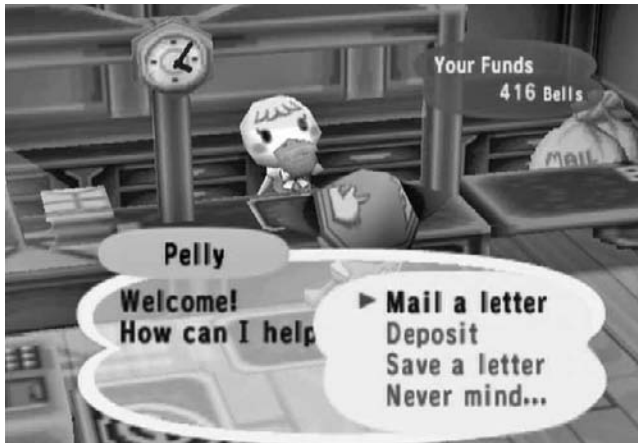 Your Funds
416 Bells
MAIL
Pelly
Welcome!
How can I help
Mail a letter
Deposit
Save a letter
Never mind...